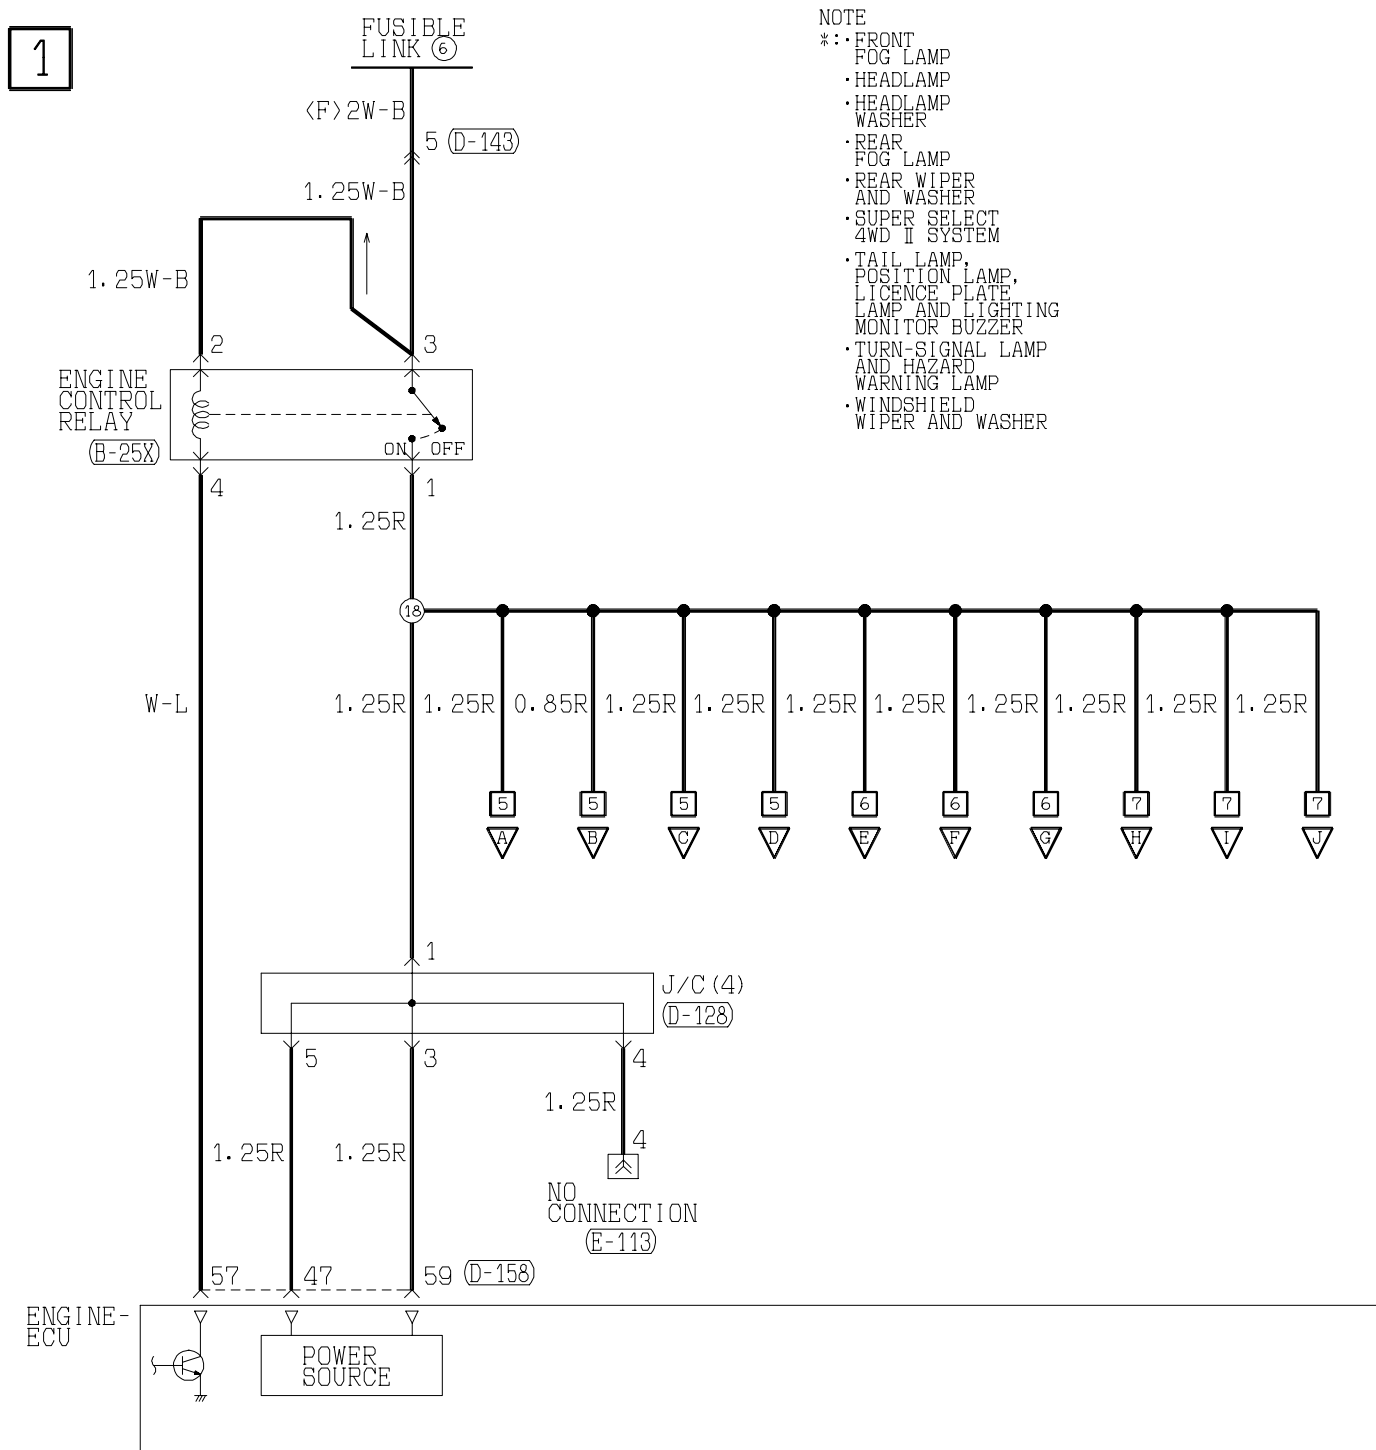 1
FUSIBLE
LINK ⑥
<F>2W-B
5 (D-143)
1.25W-B
1.25W-B
2
3
ENGINE
CONTROL
RELAY
(B-25X)
ON OFF
4
1
1.25R
NOTE
*:・FRONT
FOG LAMP
・HEADLAMP
・HEADLAMP
WASHER
・REAR
FOG LAMP
・REAR WIPER
AND WASHER
・SUPER SELECT
4WD Ⅱ SYSTEM
・TAIL LAMP,
POSITION LAMP,
LICENCE PLATE
LAMP AND LIGHTING
MONITOR BUZZER
・TURN-SIGNAL LAMP
AND HAZARD
WARNING LAMP
・WINDSHIELD
WIPER AND WASHER
⑱
W-L 1.25R 1.25R 0.85R 1.25R 1.25R 1.25R 1.25R 1.25R 1.25R 1.25R 1.25R
5 5 5 5 6 6 6 7 7 7
A B C D E F G H I J
1
J/C(4)
(D-128)
5 3 4
1.25R
1.25R 1.25R
4
NO
CONNECTION
(E-113)
57 47 59 (D-158)
ENGINE-
ECU
POWER
SOURCE